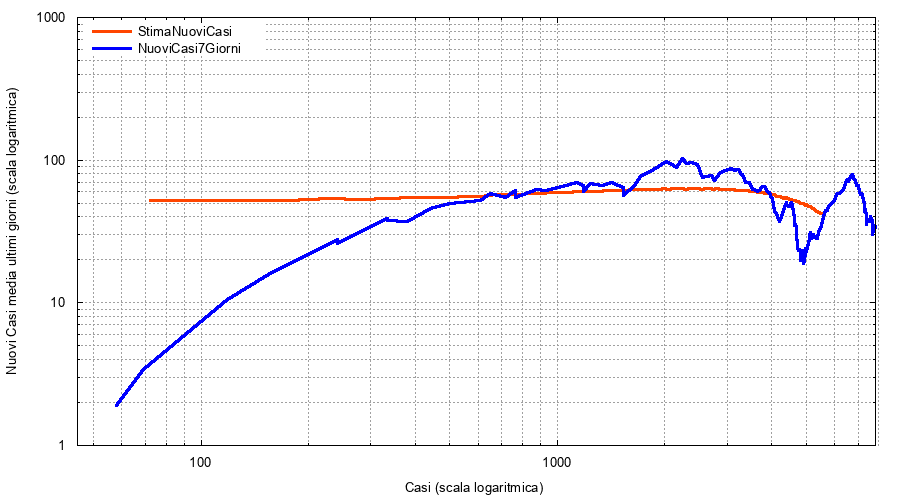 1000
StimaNuoviCasi
NuoviCasi7Giorni
100
10
1
Nuovi Casi media ultimi giorni (scala logaritmica)
100
1000
Casi (scala logaritmica)